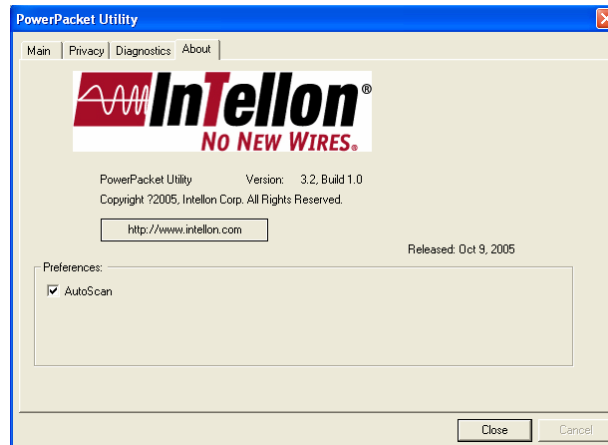 PowerPacket Utility
Main Privacy Diagnostics About
InTellon®
No New Wires®
PowerPacket Utility Version: 3.2, Build 1.0
Copyright ?2005, Intellon Corp. All Rights Reserved.
http://www.intellon.com
Released: Oct 9, 2005
Preferences:
AutoScan
Close Cancel